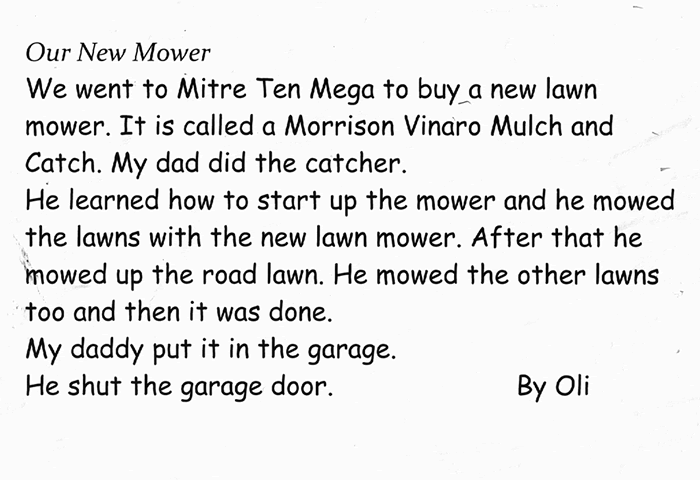 Our New Mower
We went to Mitre Ten Mega to buy a new lawn
mower. It is called a Morrison Vinaro Mulch and
Catch. My dad did the catcher.
He learned how to start up the mower and he mowed
the lawns with the new lawn mower. After that he
mowed up the road lawn. He mowed the other lawns
too and then it was done.
My daddy put it in the garage.
He shut the garage door. By Oli